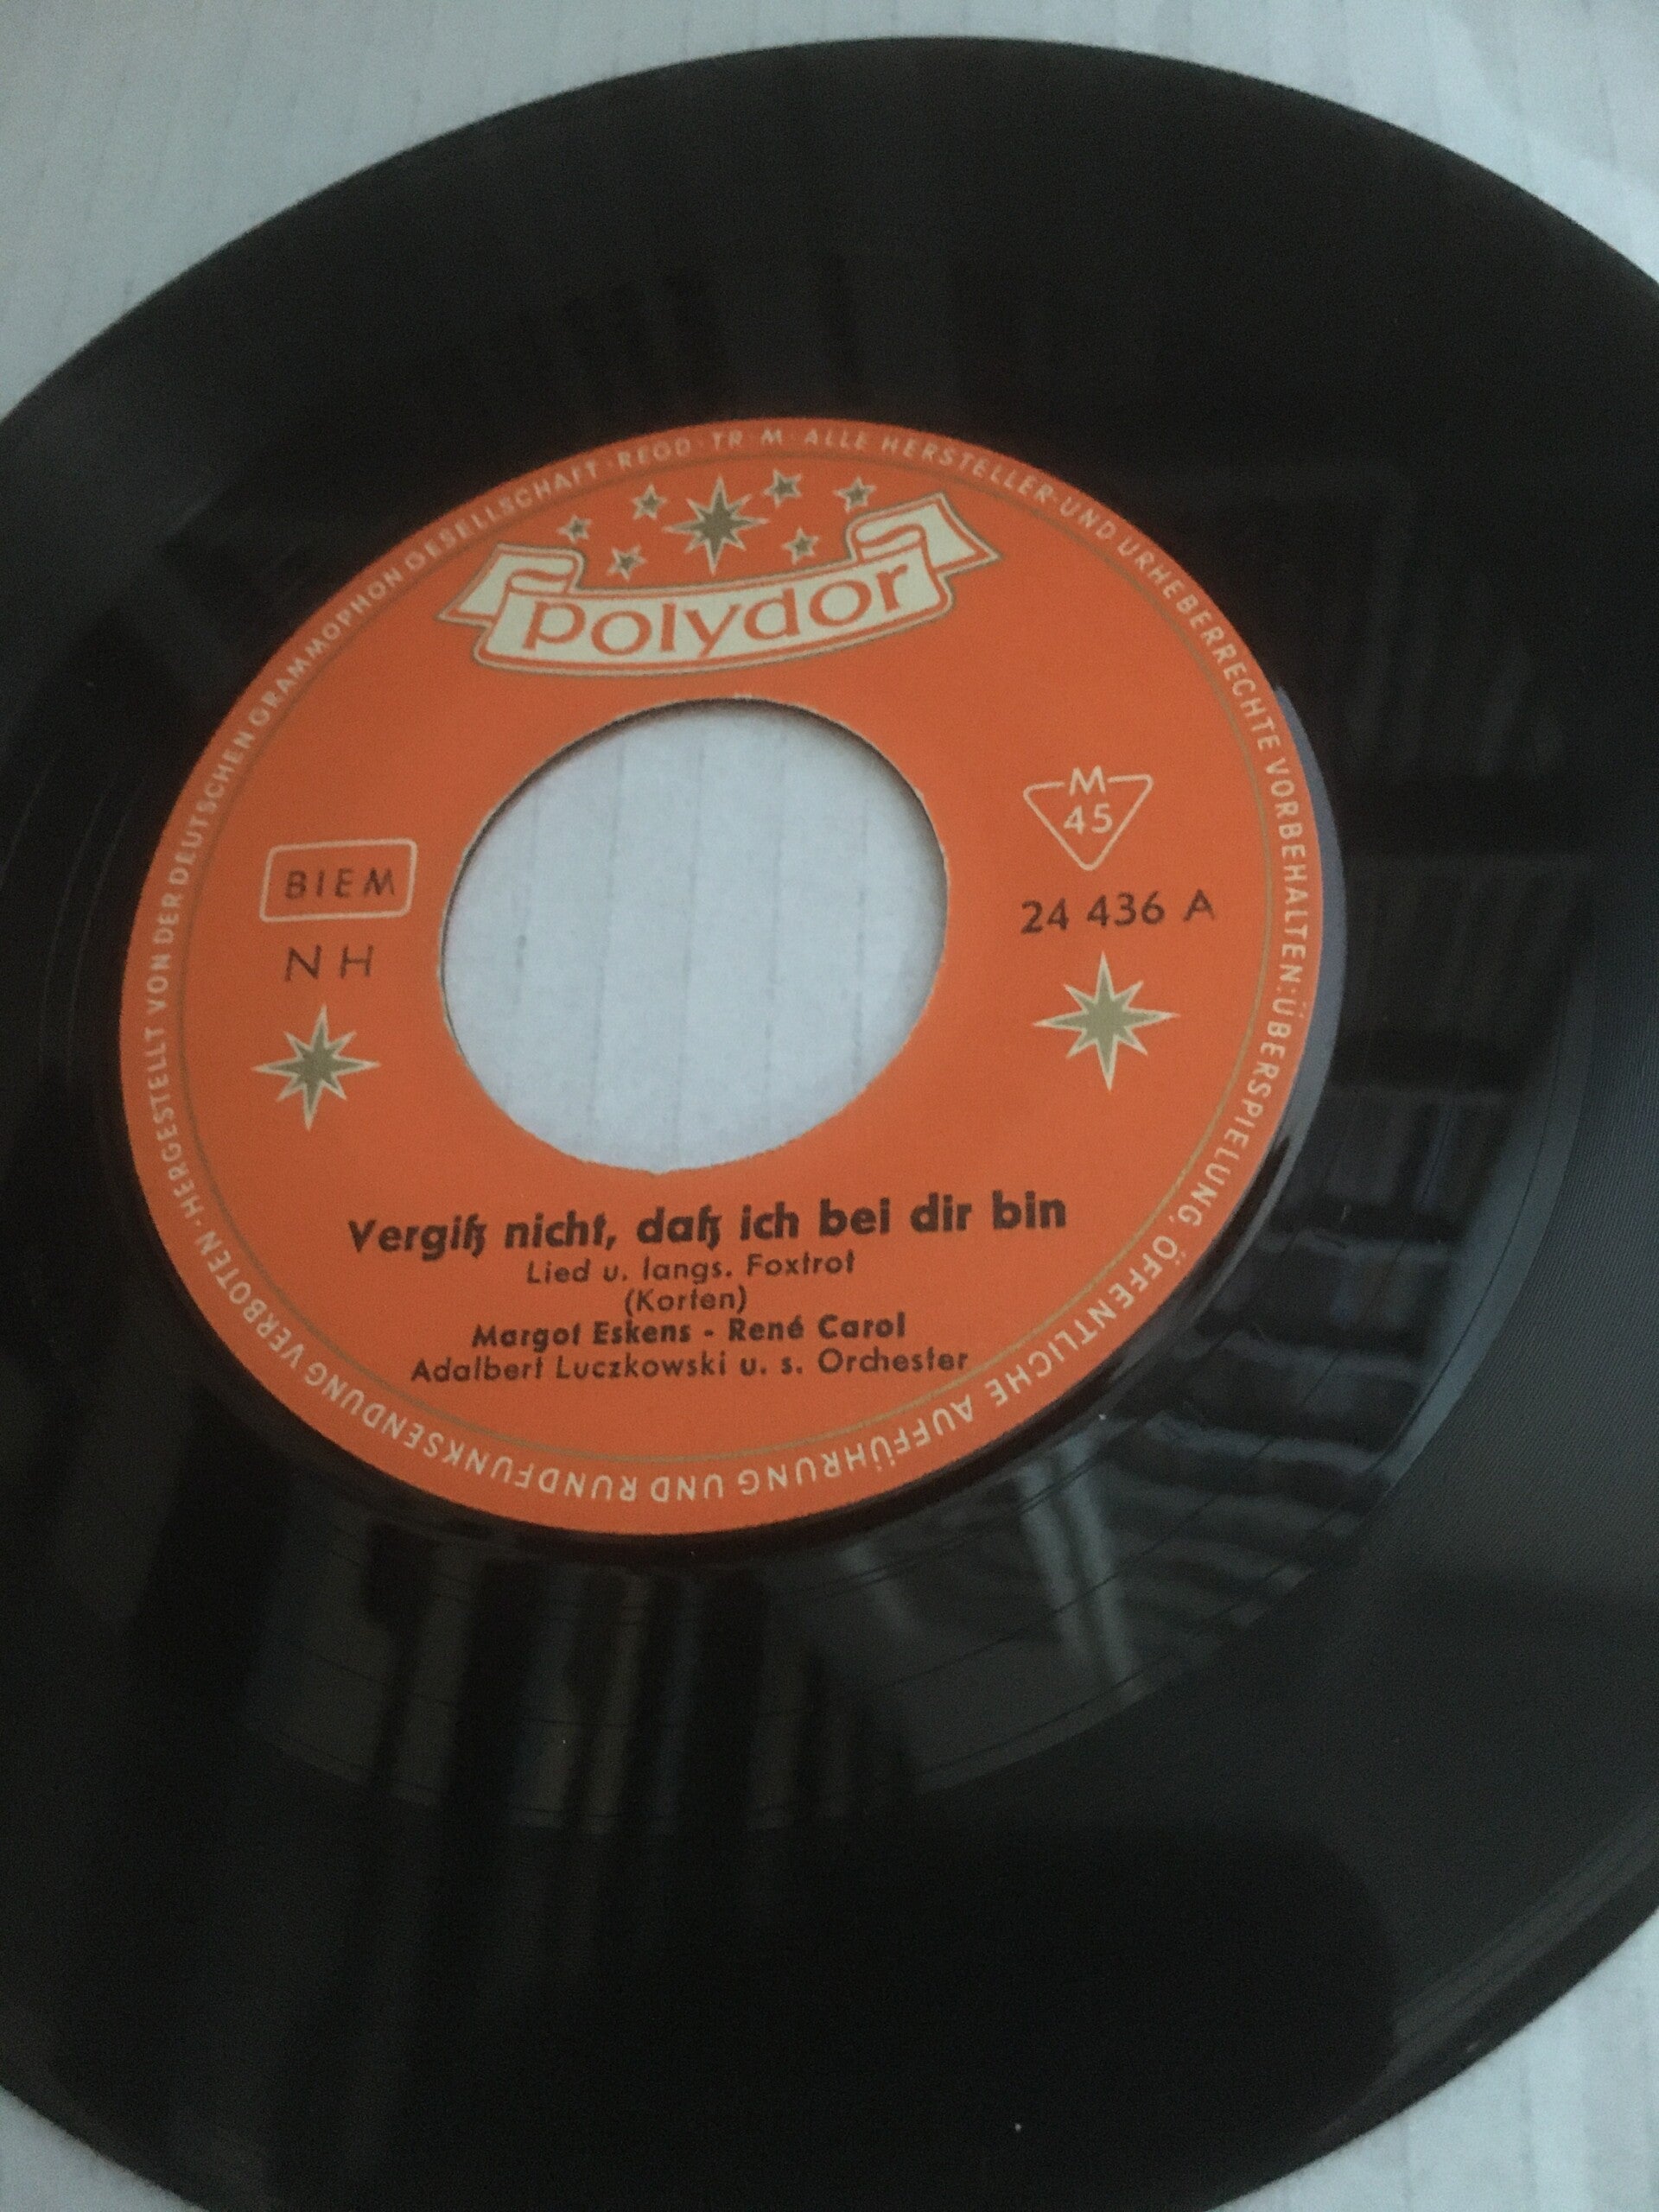 HERGESTELLT VON DER DEUTSCHEN GRAMMOPHON GESELLSCHAFT · REGD · TR · M · ALLE HERSTELLER- UND URHEBERRECHTE VORBEHALTEN: ÜBERSPIELUNG, ÖFFENTLICHE AUFFÜHRUNG UND RUNDFUNKSENDUNG VERBOTEN ·
polydor
M
45
BIEM
24 436 A
NH
Vergiß nicht, daß ich bei dir bin
Lied u. langs. Foxtrot
(Korten)
Margot Eskens - René Carol
Adalbert Luczkowski u. s. Orchester